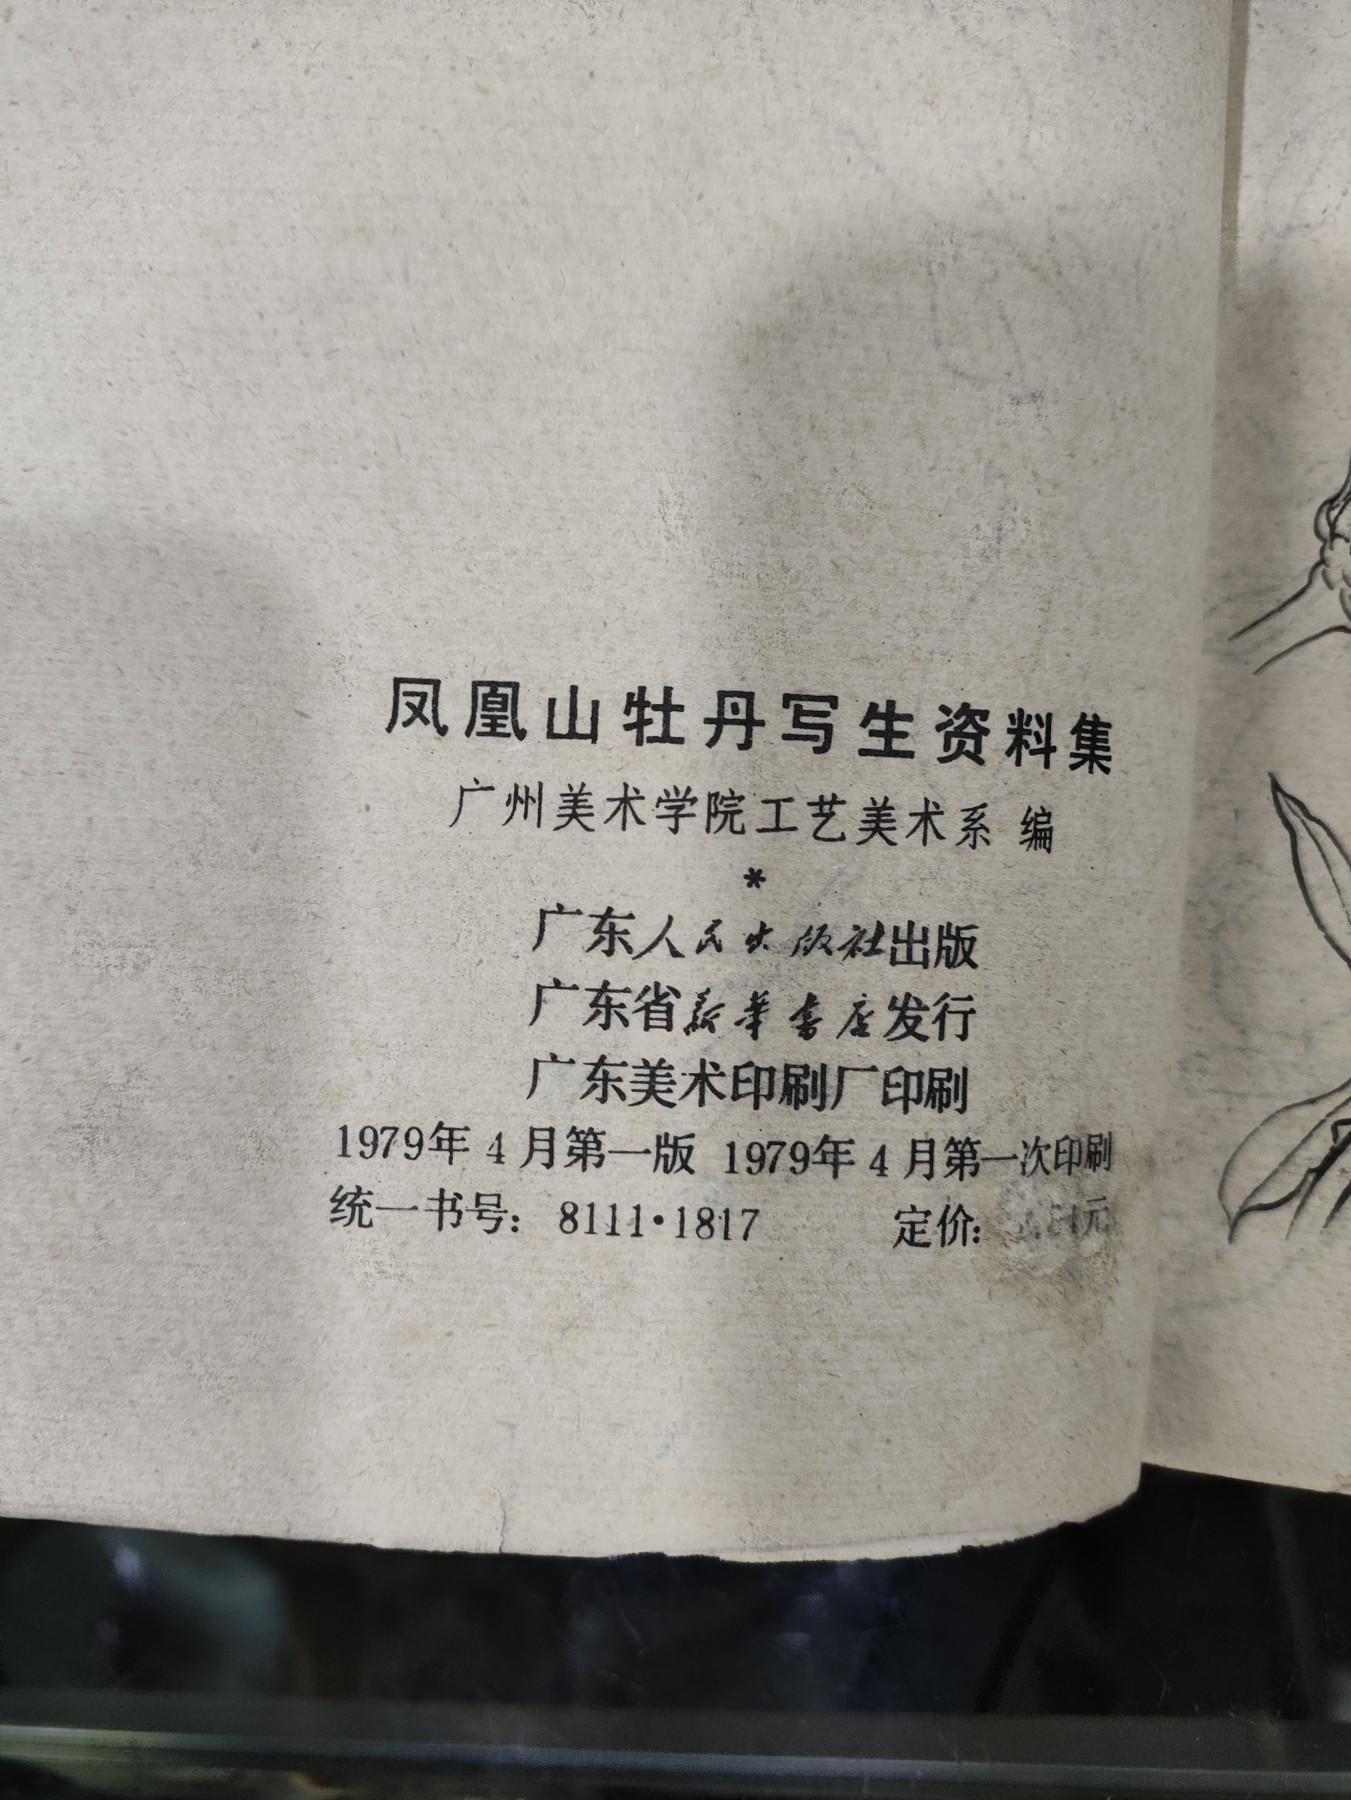 凤凰山牡丹写生资料集
广州美术学院工艺美术系 编
*
广东人民出版社出版
广东省新华书店发行
广东美术印刷厂印刷
1979年4月第一版 1979年4月第一次印刷
统一书号：8111·1817 定价： 元